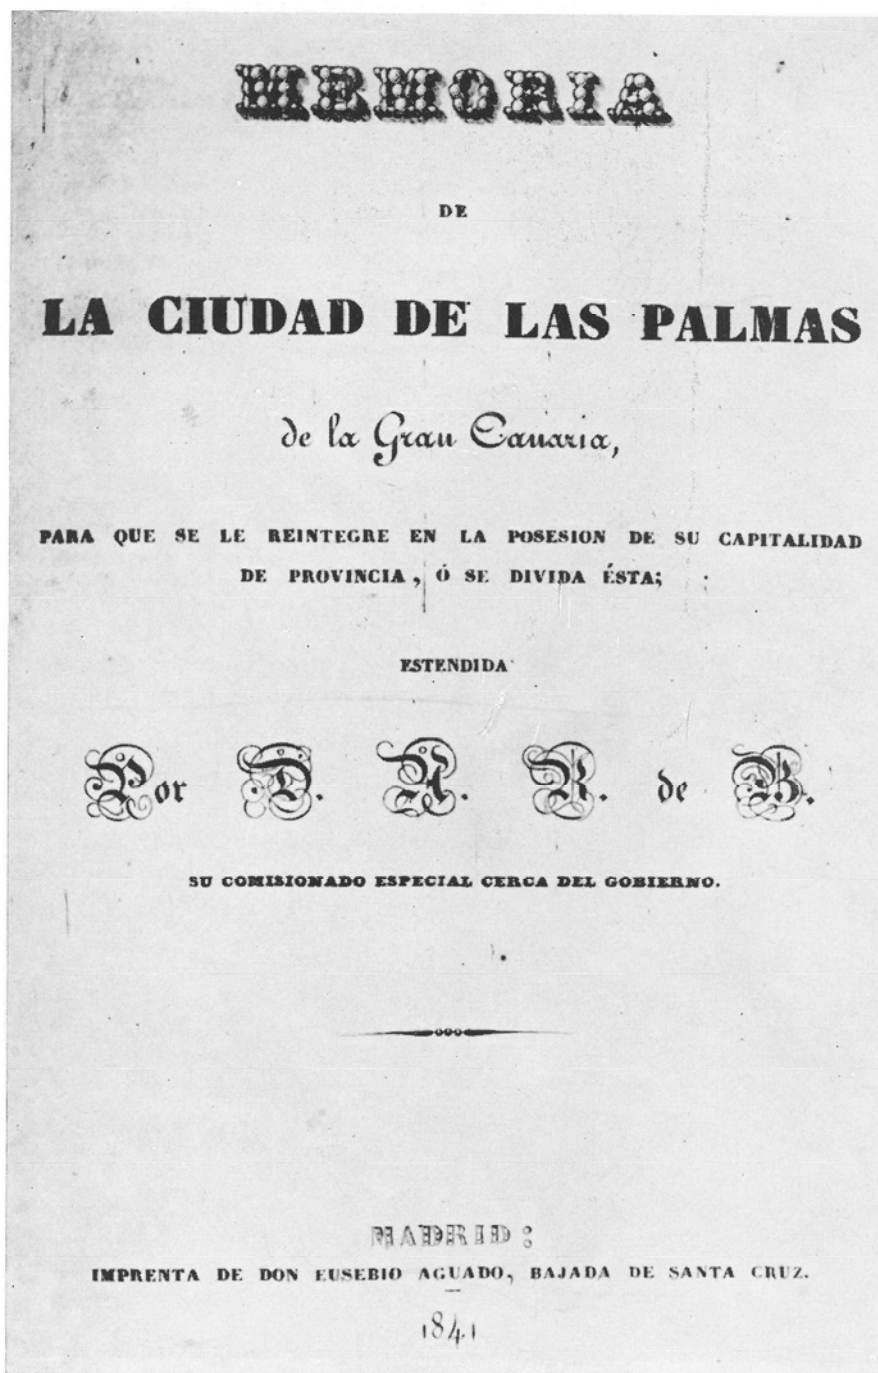 MEMORIA
DE
LA CIUDAD DE LAS PALMAS
de la Gran Canaria,
PARA QUE SE LE REINTEGRE EN LA POSESION DE SU CAPITALIDAD
DE PROVINCIA, Ó SE DIVIDA ÉSTA;
ESTENDIDA
Por D. A. R. de B.
SU COMISIONADO ESPECIAL CERCA DEL GOBIERNO.
MADRID:
IMPRENTA DE DON EUSEBIO AGUADO, BAJADA DE SANTA CRUZ.
1841